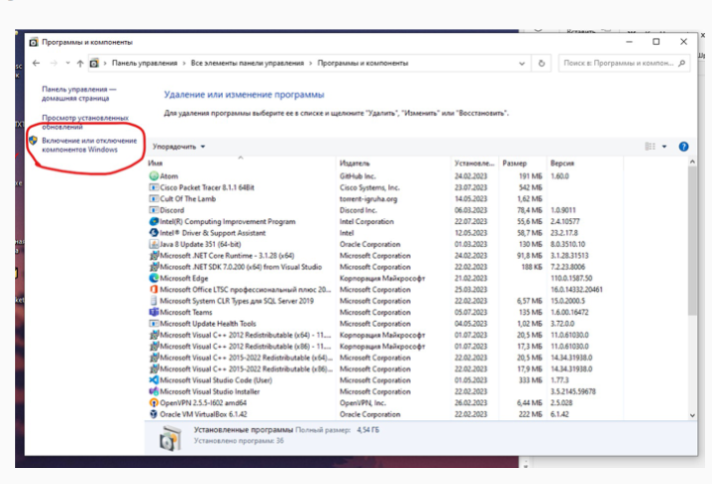 Программы и компоненты
Панель управления › Все элементы панели управления › Программы и компоненты
Поиск в: Программы и компон...
Панель управления —
домашняя страница
Просмотр установленных
обновлений
Включение или отключение
компонентов Windows
Удаление или изменение программы
Для удаления программы выберите ее в списке и щелкните "Удалить", "Изменить" или "Восстановить".
Упорядочить
Имя Издатель Установле... Размер Версия
Atom GitHub Inc. 24.02.2023 191 МБ 1.60.0
Cisco Packet Tracer 8.1.1 64Bit Cisco Systems, Inc. 23.07.2023 542 МБ
Cult Of The Lamb torrent-igruha.org 14.05.2023 1,62 МБ
Discord Discord Inc. 06.03.2023 78,4 МБ 1.0.9011
Intel(R) Computing Improvement Program Intel Corporation 22.07.2023 55,6 МБ 2.4.10577
Intel® Driver & Support Assistant Intel 12.05.2023 58,7 МБ 23.2.17.8
Java 8 Update 351 (64-bit) Oracle Corporation 01.03.2023 130 МБ 8.0.3510.10
Microsoft .NET Core Runtime - 3.1.28 (x64) Microsoft Corporation 24.02.2023 91,8 МБ 3.1.28.31513
Microsoft .NET SDK 7.0.200 (x64) from Visual Studio Microsoft Corporation 22.02.2023 188 КБ 7.2.23.8006
Microsoft Edge Корпорация Майкрософт 21.02.2023 110.0.1587.50
Microsoft Office LTSC профессиональный плюс 20... Microsoft Corporation 25.03.2023 16.0.14332.20461
Microsoft System CLR Types для SQL Server 2019 Microsoft Corporation 22.02.2023 6,57 МБ 15.0.2000.5
Microsoft Teams Microsoft Corporation 05.07.2023 135 МБ 1.6.00.16472
Microsoft Update Health Tools Microsoft Corporation 04.05.2023 1,02 МБ 3.72.0.0
Microsoft Visual C++ 2012 Redistributable (x64) - 11.... Корпорация Майкрософт 01.07.2023 20,5 МБ 11.0.61030.0
Microsoft Visual C++ 2012 Redistributable (x86) - 11.... Корпорация Майкрософт 01.07.2023 17,3 МБ 11.0.61030.0
Microsoft Visual C++ 2015-2022 Redistributable (x64)... Microsoft Corporation 22.02.2023 20,5 МБ 14.34.31938.0
Microsoft Visual C++ 2015-2022 Redistributable (x86)... Microsoft Corporation 22.02.2023 17,9 МБ 14.34.31938.0
Microsoft Visual Studio Code (User) Microsoft Corporation 01.05.2023 333 МБ 1.77.3
Microsoft Visual Studio Installer Microsoft Corporation 22.02.2023 3.5.2145.59678
OpenVPN 2.5.5-I602 amd64 OpenVPN, Inc. 26.02.2023 6,44 МБ 2.5.028
Oracle VM VirtualBox 6.1.42 Oracle Corporation 22.02.2023 222 МБ 6.1.42
Установленные программы Полный размер: 4,54 ГБ
Установлено программ: 36